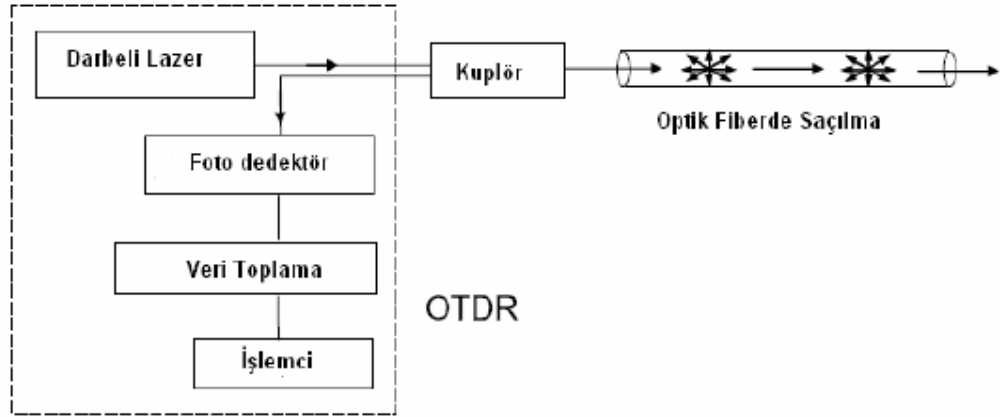 Darbeli Lazer
Kuplör
Optik Fiberde Saçılma
Foto dedektör
Veri Toplama
OTDR
İşlemci